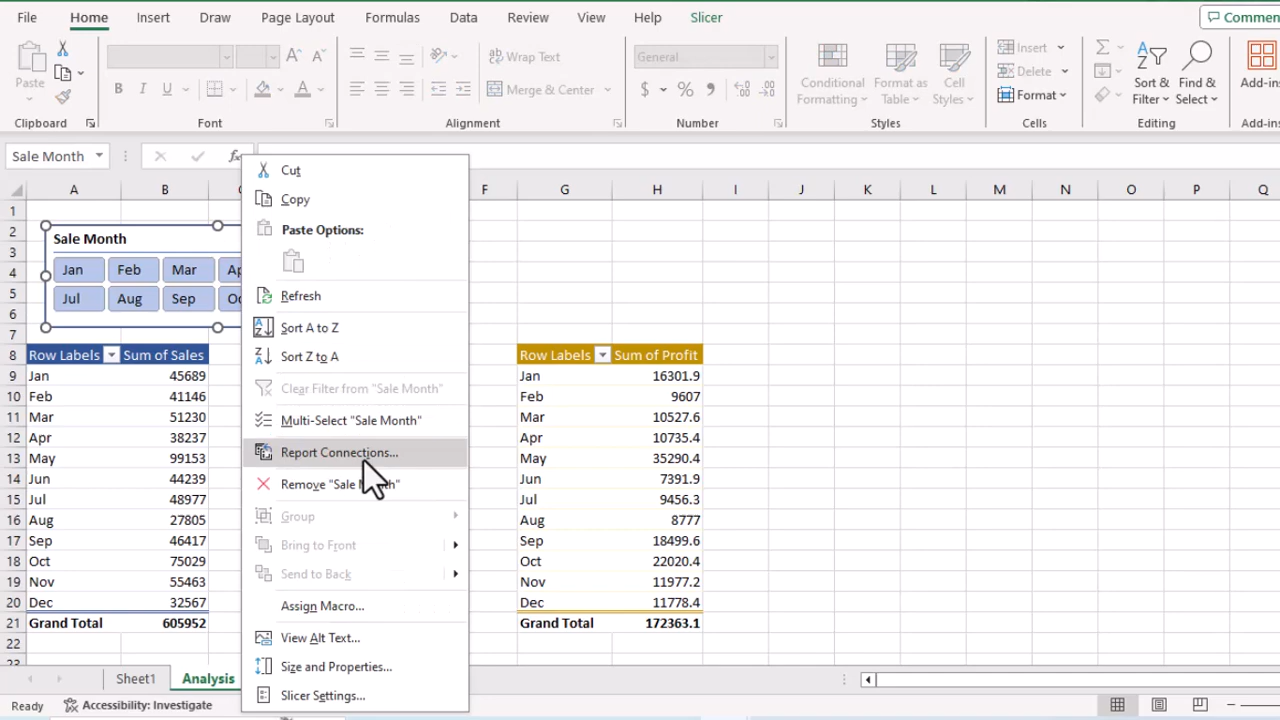 File Home Insert Draw Page Layout Formulas Data Review View Help Slicer
Paste
Clipboard
B I U A
Font
ab Wrap Text
Merge & Center
Alignment
General
$ % 9
Number
Conditional Formatting
Format as Table
Cell Styles
Styles
Insert
Delete
Format
Cells
Sort & Filter
Find & Select
Editing
Add-ins
Sale Month fx
A B F G H I J K L M N O P Q
1
2 Sale Month
3
4 Jan Feb Mar
5 Jul Aug Sep
6
7
8 Row Labels Sum of Sales Row Labels Sum of Profit
9 Jan 45689 Jan 16301.9
10 Feb 41146 Feb 9607
11 Mar 51230 Mar 10527.6
12 Apr 38237 Apr 10735.4
13 May 99153 May 35290.4
14 Jun 44239 Jun 7391.9
15 Jul 48977 Jul 9456.3
16 Aug 27805 Aug 8777
17 Sep 46417 Sep 18499.6
18 Oct 75029 Oct 22020.4
19 Nov 55463 Nov 11977.2
20 Dec 32567 Dec 11778.4
21 Grand Total 605952 Grand Total 172363.1
22
23
Cut
Copy
Paste Options:
Refresh
Sort A to Z
Sort Z to A
Clear Filter from "Sale Month"
Multi-Select "Sale Month"
Report Connections...
Remove "Sale Month"
Group
Bring to Front
Send to Back
Assign Macro...
View Alt Text...
Size and Properties...
Slicer Settings...
Sheet1 Analysis
Ready Accessibility: Investigate